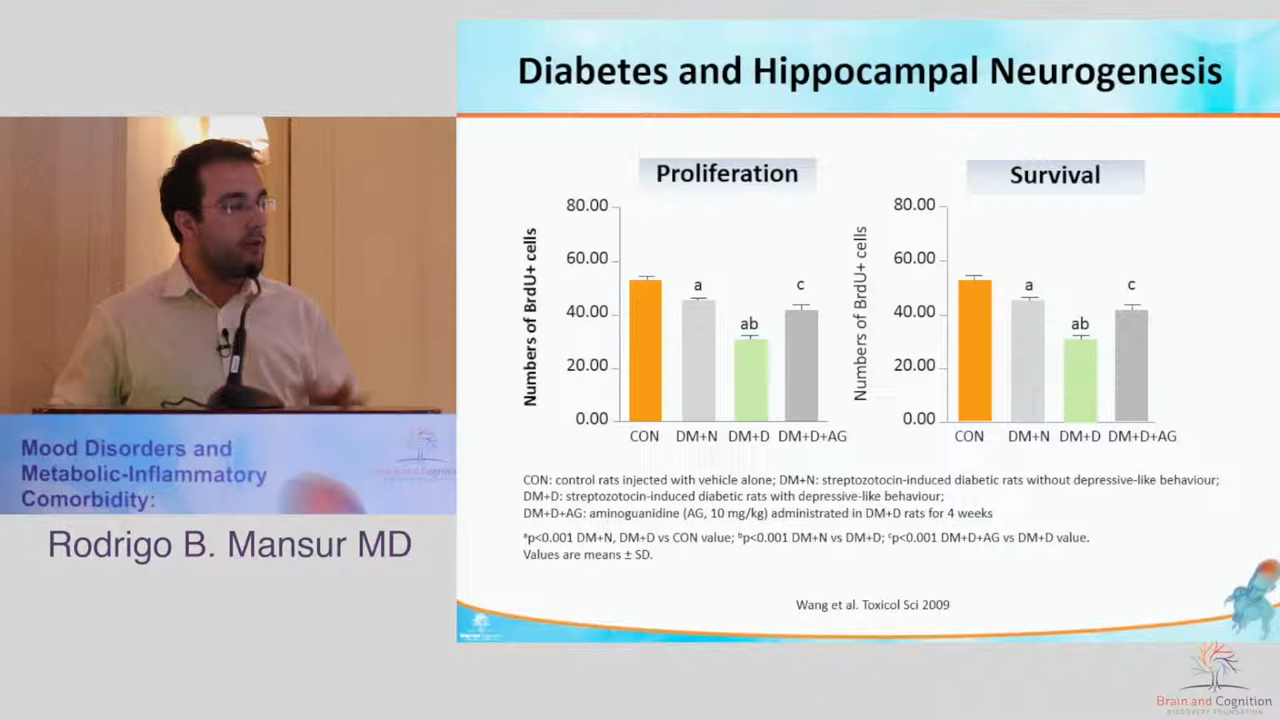 Diabetes and Hippocampal Neurogenesis
Proliferation
80.00
60.00
40.00
20.00
0.00
Numbers of BrdU+ cells
a
ab
c
CON DM+N DM+D DM+D+AG
Survival
80.00
60.00
40.00
20.00
0.00
Numbers of BrdU+ cells
a
ab
c
CON DM+N DM+D DM+D+AG
CON: control rats injected with vehicle alone; DM+N: streptozotocin-induced diabetic rats without depressive-like behaviour;
DM+D: streptozotocin-induced diabetic rats with depressive-like behaviour;
DM+D+AG: aminoguanidine (AG, 10 mg/kg) administrated in DM+D rats for 4 weeks
ᵃp<0.001 DM+N, DM+D vs CON value; ᵇp<0.001 DM+N vs DM+D; ᶜp<0.001 DM+D+AG vs DM+D value.
Values are means ± SD.
Wang et al. Toxicol Sci 2009
Mood Disorders and
Metabolic-Inflammatory
Comorbidity:
Rodrigo B. Mansur MD
Brain and Cognition
DISCOVERY FOUNDATION